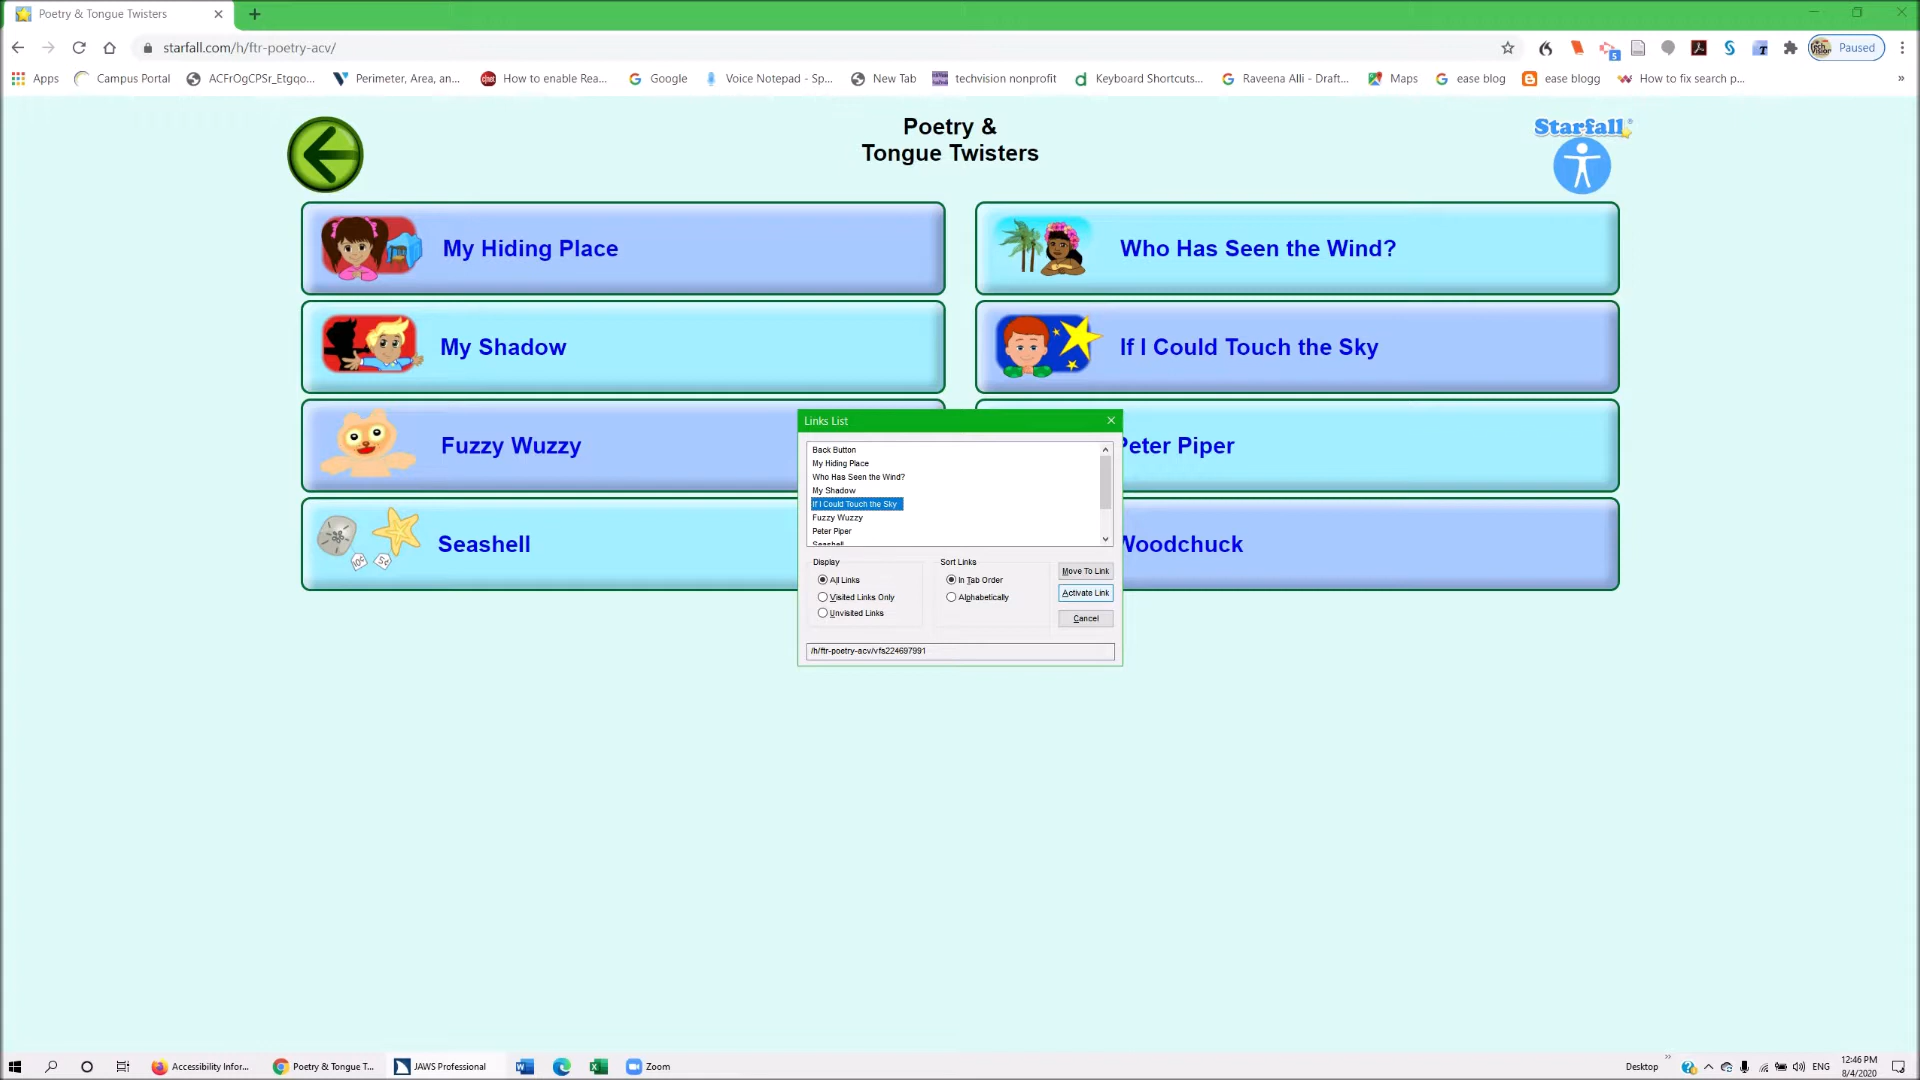 Poetry & Tongue Twisters
starfall.com/h/ftr-poetry-acv/
5
Paused
Apps
Campus Portal
ACFrOgCPSr_Etgqo...
Perimeter, Area, an...
How to enable Rea...
Google
Voice Notepad - Sp...
New Tab
techvision nonprofit
Keyboard Shortcuts...
Raveena Alli - Draft...
Maps
ease blog
ease blogg
How to fix search p...
»
Poetry &
Tongue Twisters
Starfall
My Hiding Place
Who Has Seen the Wind?
My Shadow
If I Could Touch the Sky
Fuzzy Wuzzy
Peter Piper
Seashell
10¢
5¢
Woodchuck
Links List
Back Button
My Hiding Place
Who Has Seen the Wind?
My Shadow
If I Could Touch the Sky
Fuzzy Wuzzy
Peter Piper
Seashell
Display
All Links
Visited Links Only
Unvisited Links
Sort Links
In Tab Order
Alphabetically
Move To Link
Activate Link
Cancel
/h/ftr-poetry-acv/vfs224697991
Accessibility Infor...
Poetry & Tongue T...
JAWS Professional
Zoom
Desktop
»
ENG
12:46 PM
8/4/2020